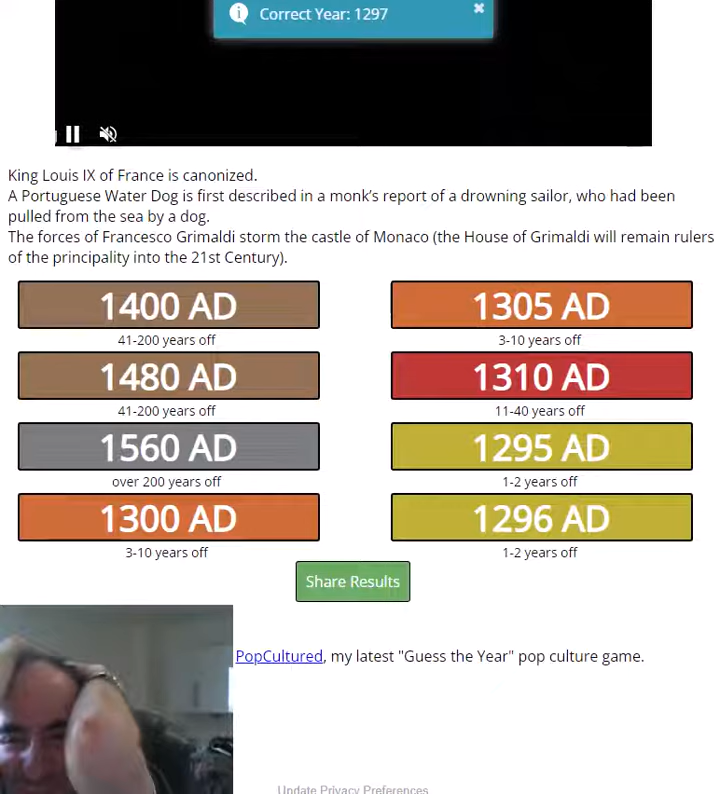 Correct Year: 1297
King Louis IX of France is canonized.
A Portuguese Water Dog is first described in a monk’s report of a drowning sailor, who had been
pulled from the sea by a dog.
The forces of Francesco Grimaldi storm the castle of Monaco (the House of Grimaldi will remain rulers
of the principality into the 21st Century).
1400 AD
41-200 years off
1480 AD
41-200 years off
1560 AD
over 200 years off
1300 AD
3-10 years off
1305 AD
3-10 years off
1310 AD
11-40 years off
1295 AD
1-2 years off
1296 AD
1-2 years off
Share Results
PopCultured, my latest "Guess the Year" pop culture game.
Update Privacy Preferences